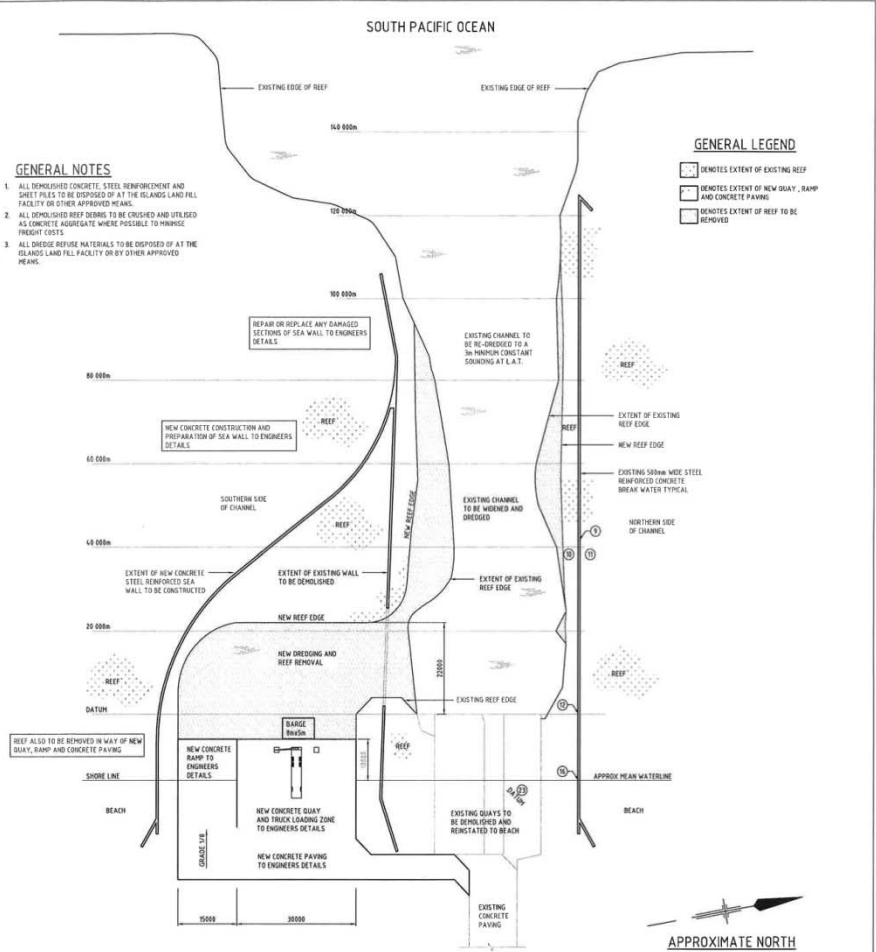 SOUTH PACIFIC OCEAN
EXISTING EDGE OF REEF
EXISTING EDGE OF REEF
140 000m
GENERAL NOTES
1. ALL DEMOLISHED CONCRETE, STEEL REINFORCEMENT AND
SHEET PILES TO BE DISPOSED OF AT THE ISLANDS LAND FILL
FACILITY OR OTHER APPROVED MEANS.
2. ALL DEMOLISHED REEF DEBRIS TO BE CRUSHED AND UTILISED
AS CONCRETE AGGREGATE WHERE POSSIBLE TO MINIMISE
FREIGHT COSTS
3. ALL DREDGE REFUSE MATERIALS TO BE DISPOSED OF AT THE
ISLANDS LAND FILL FACILITY OR BY OTHER APPROVED
MEANS.
GENERAL LEGEND
DENOTES EXTENT OF EXISTING REEF
DENOTES EXTENT OF NEW QUAY , RAMP
AND CONCRETE PAVING
DENOTES EXTENT OF REEF TO BE
REMOVED
120 000m
100 000m
REPAIR OR REPLACE ANY DAMAGED
SECTIONS OF SEA WALL TO ENGINEERS
DETAILS
EXISTING CHANNEL TO
BE RE-DREDGED TO A
3m MINIMUM CONSTANT
SOUNDING AT L.A.T.
REEF
80 000m
REEF
NEW CONCRETE CONSTRUCTION AND
PREPARATION OF SEA WALL TO ENGINEERS
DETAILS
EXTENT OF EXISTING
REEF EDGE
REEF
NEW REEF EDGE
60 000m
EXISTING 500mm WIDE STEEL
REINFORCED CONCRETE
BREAK WATER TYPICAL
SOUTHERN SIDE
OF CHANNEL
REEF
NEW REEF EDGE
EXISTING CHANNEL
TO BE WIDENED AND
DREDGED
NORTHERN SIDE
OF CHANNEL
9
40 000m
10
11
EXTENT OF NEW CONCRETE
STEEL REINFORCED SEA
WALL TO BE CONSTRUCTED
EXTENT OF EXISTING WALL
TO BE DEMOLISHED
EXTENT OF EXISTING
REEF EDGE
NEW REEF EDGE
20 000m
NEW DREDGING AND
REEF REMOVAL
22000
REEF
REEF
EXISTING REEF EDGE
12
DATUM
BARGE
8mx5m
REEF ALSO TO BE REMOVED IN WAY OF NEW
QUAY, RAMP AND CONCRETE PAVING
NEW CONCRETE
RAMP TO
ENGINEERS
DETAILS
REEF
SHORE LINE
16
APPROX MEAN WATERLINE
DATUM
23
BEACH
NEW CONCRETE QUAY
AND TRUCK LOADING ZONE
TO ENGINEERS DETAILS
EXISTING QUAYS TO
BE DEMOLISHED AND
REINSTATED TO BEACH
BEACH
GRADE 1/8
NEW CONCRETE PAVING
TO ENGINEERS DETAILS
15000
30000
EXISTING
CONCRETE
PAVING
APPROXIMATE NORTH